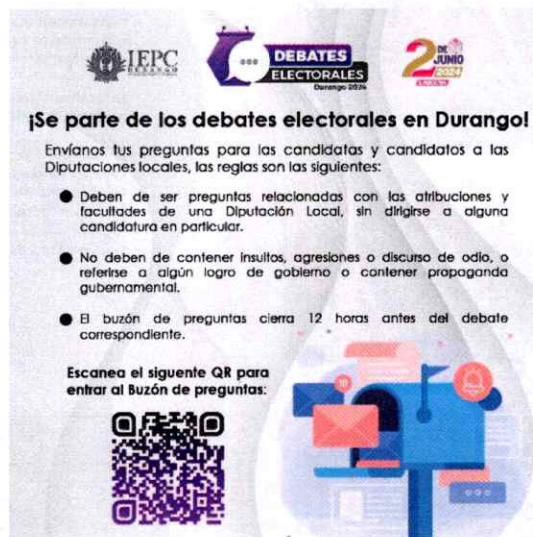 IEPC
DURANGO
DEBATES
ELECTORALES
Durango 2024
2
DE
JUNIO
2024
¡Se parte de los debates electorales en Durango!
Envíanos tus preguntas para las candidatas y candidatos a las
Diputaciones locales, las reglas son las siguientes:
Deben de ser preguntas relacionadas con las atribuciones y
facultades de una Diputación Local, sin dirigirse a alguna
candidatura en particular.
No deben de contener insultos, agresiones o discurso de odio, o
referirse a algún logro de gobierno o contener propaganda
gubernamental.
El buzón de preguntas cierra 12 horas antes del debate
correspondiente.
Escanea el siguente QR para
entrar al Buzón de preguntas: